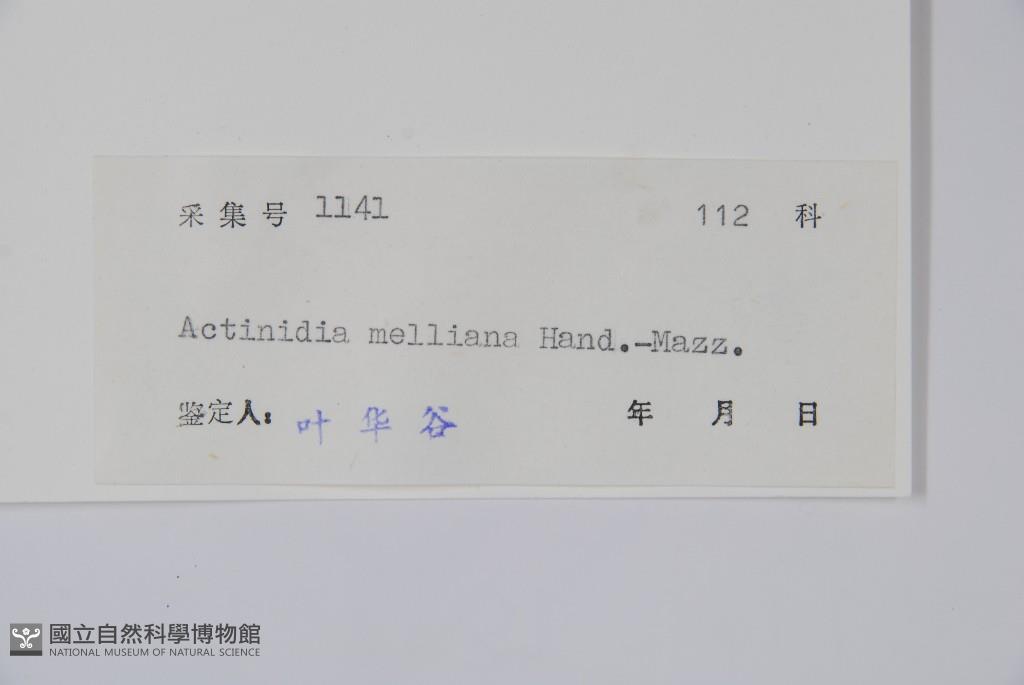 采集号 1141 112 科
Actinidia melliana Hand.-Mazz.
鉴定人: 叶华谷 年 月 日
國立自然科學博物館
NATIONAL MUSEUM OF NATURAL SCIENCE